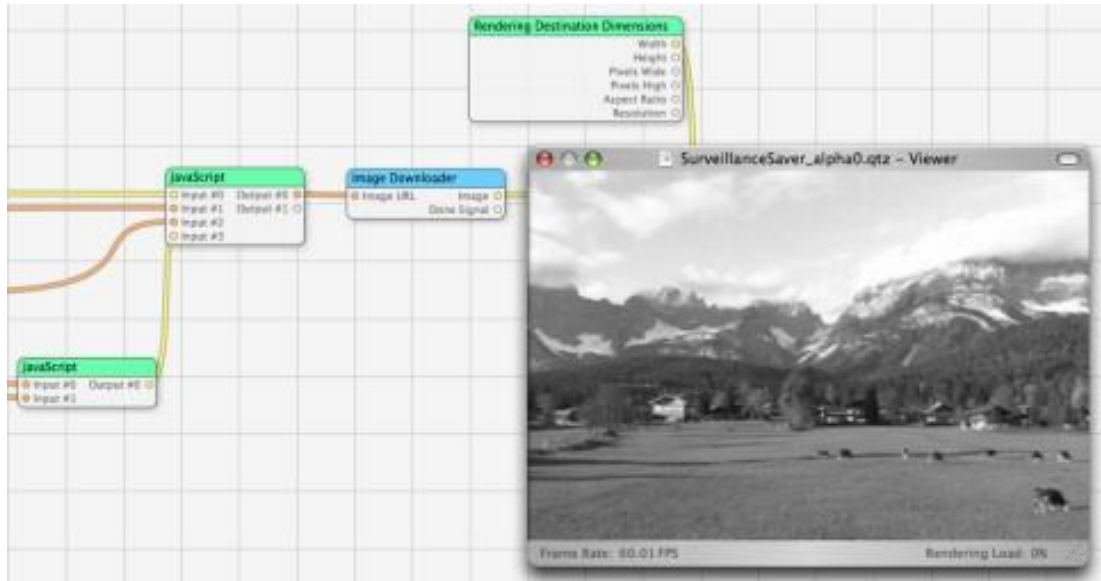 Rendering Destination Dimensions
Width
Height
Pixels Wide
Pixels High
Aspect Ratio
Resolution
SurveillanceSaver_alpha0.qtz – Viewer
JavaScript
Input #0 Output #0
Input #1 Output #1
Input #2
Input #3
Image Downloader
Image URL Image
Done Signal
JavaScript
Input #0 Output #0
Input #1
Frame Rate: 60.01 FPS
Rendering Load: 0%